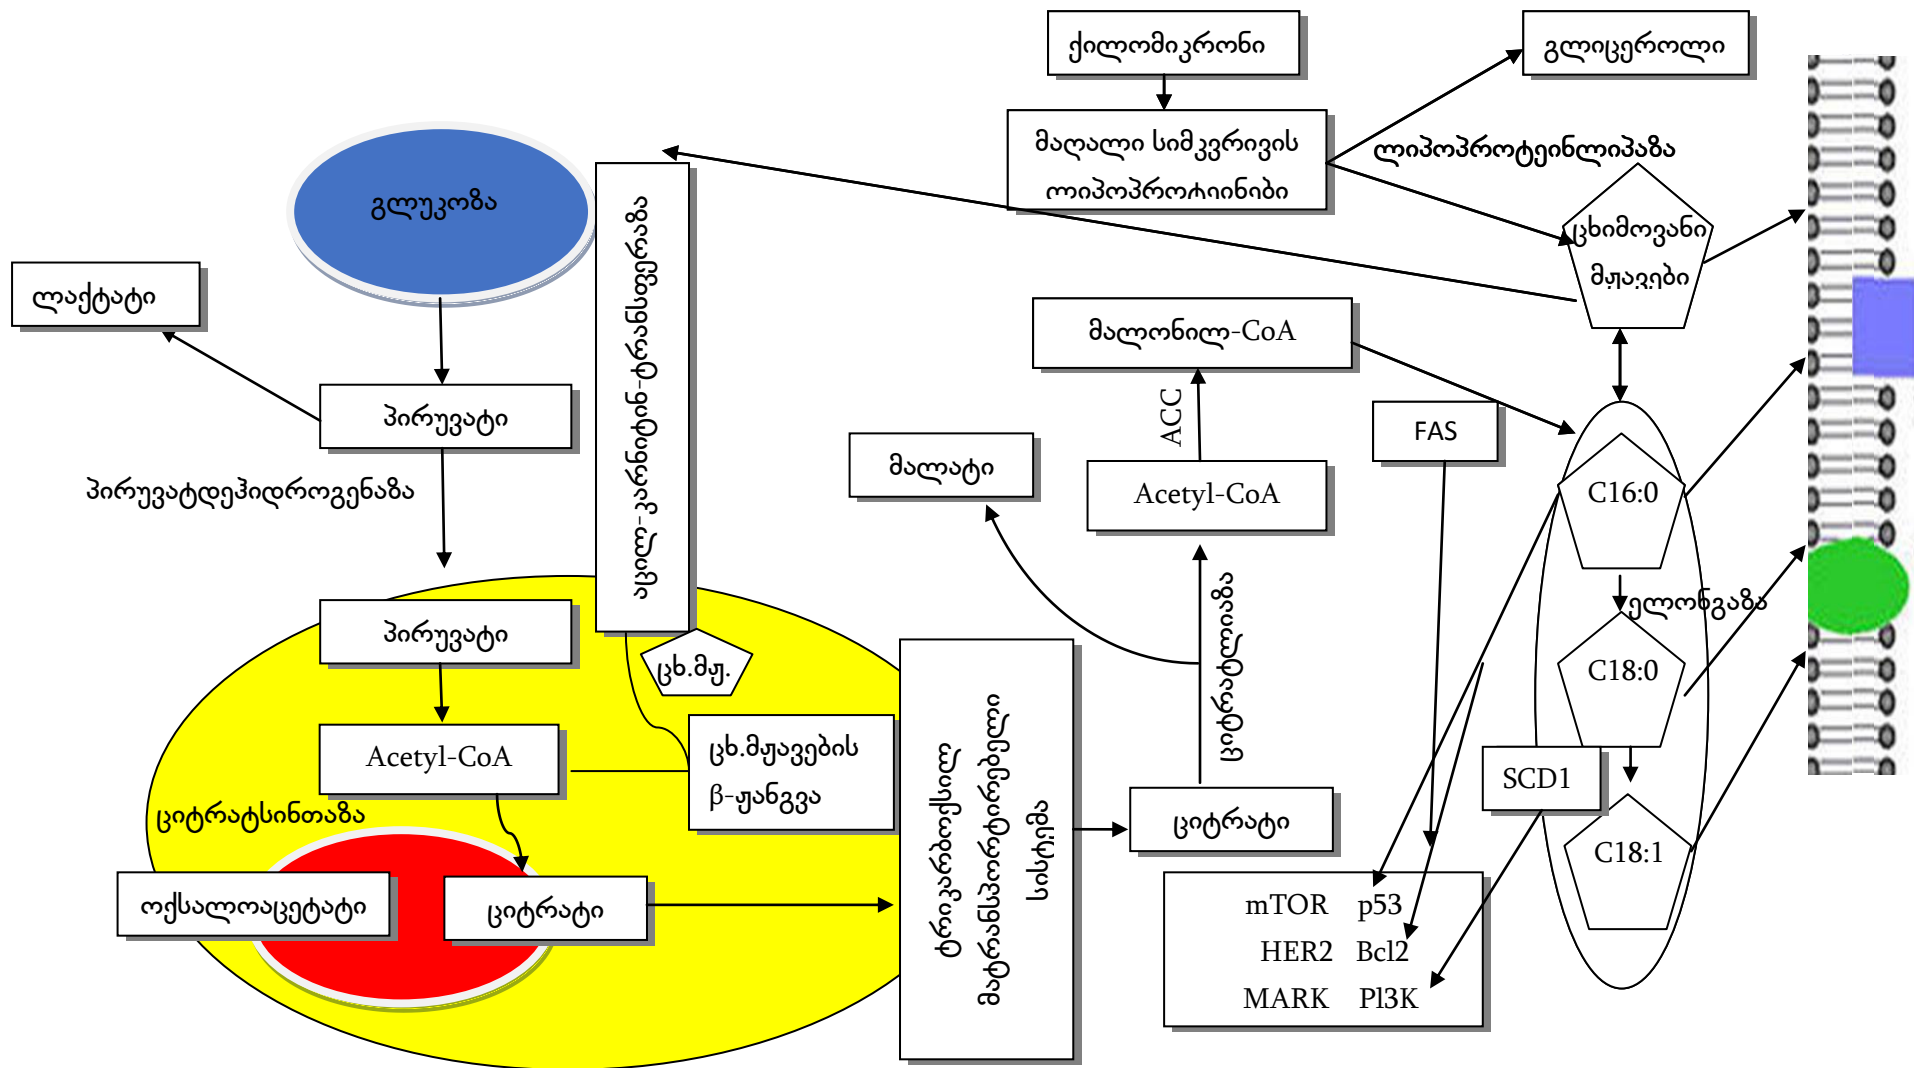 ქილომიკრონი
გლიცეროლი
მაღალი სიმკვრივის
ლიპოპროტეინები
ლიპოპროტეინლიპაზა
ცხიმოვანი
მჟავები
გლუკოზა
აცილ-კარნიტინ-ტრანსფერაზა
ლაქტატი
პირუვატი
პირუვატდეჰიდროგენაზა
მალონილ-CoA
ACC
FAS
მალატი
Acetyl-CoA
C16:0
ელონგაზა
C18:0
SCD1
C18:1
ციტრატლიაზა
პირუვატი
ცხ.მჟ.
Acetyl-CoA
ცხ.მჟავების
β-ჟანგვა
ციტრატსინთაზა
ოქსალოაცეტატი
ციტრატი
ტრიკარბოქსილ
მატრანსპორტირებელი
სისტემა
ციტრატი
mTOR p53
HER2 Bcl2
MARK Pl3K